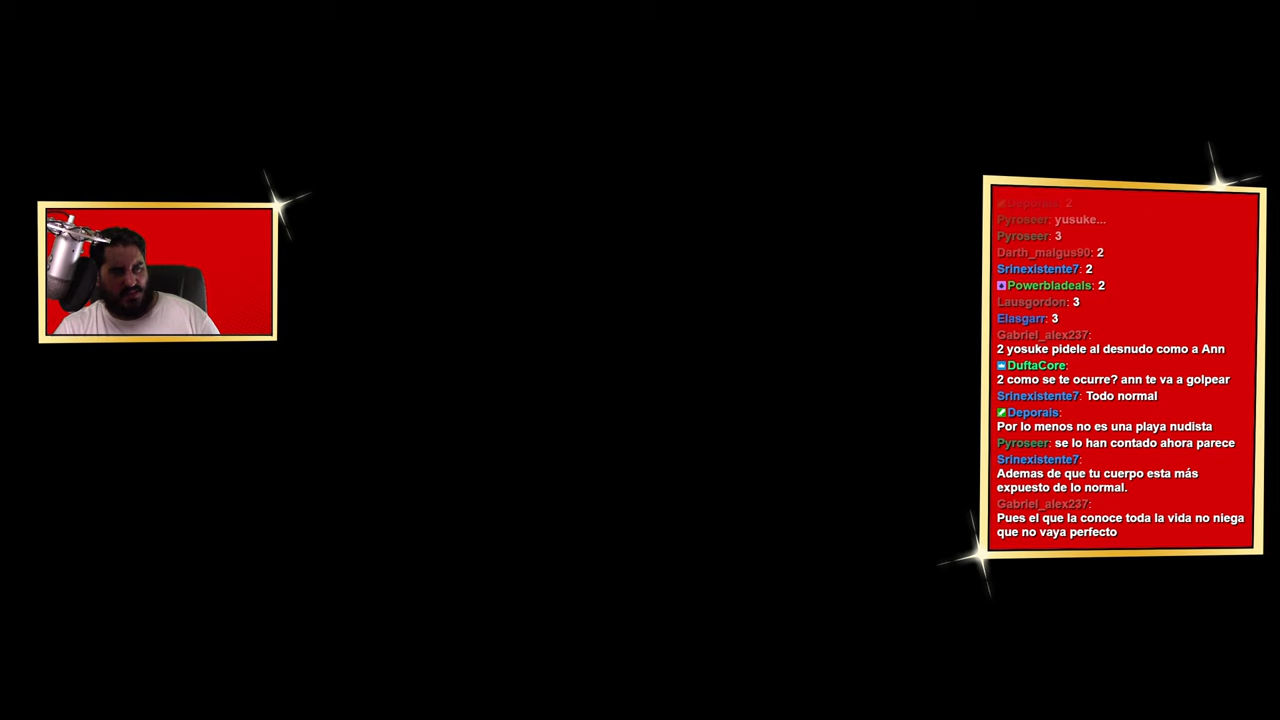 Deporais: 2
Pyroseer: yusuke...
Pyroseer: 3
Darth_malgus90: 2
Srinexistente7: 2
Powerbladeals: 2
Lausgordon: 3
Elasgarr: 3
Gabriel_alex237:
2 yosuke pidele al desnudo como a Ann
DuftaCore:
2 como se te ocurre? ann te va a golpear
Srinexistente7: Todo normal
Deporais:
Por lo menos no es una playa nudista
Pyroseer: se lo han contado ahora parece
Srinexistente7:
Ademas de que tu cuerpo esta más
expuesto de lo normal.
Gabriel_alex237:
Pues el que la conoce toda la vida no niega
que no vaya perfecto